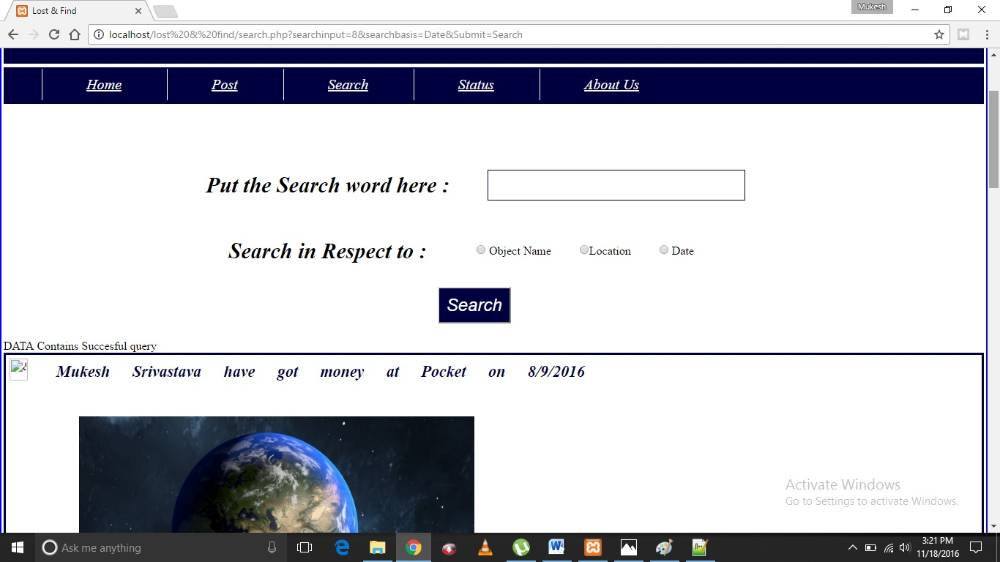 Lost & Find
Mukesh
localhost/lost%20&%20find/search.php?searchinput=8&searchbasis=Date&Submit=Search
Home Post Search Status About Us
Put the Search word here :
Search in Respect to : Object Name Location Date
Search
DATA Contains Succesful query
Mukesh Srivastava have got money at Pocket on 8/9/2016
Activate Windows
Go to Settings to activate Windows.
Ask me anything
3:21 PM
11/18/2016